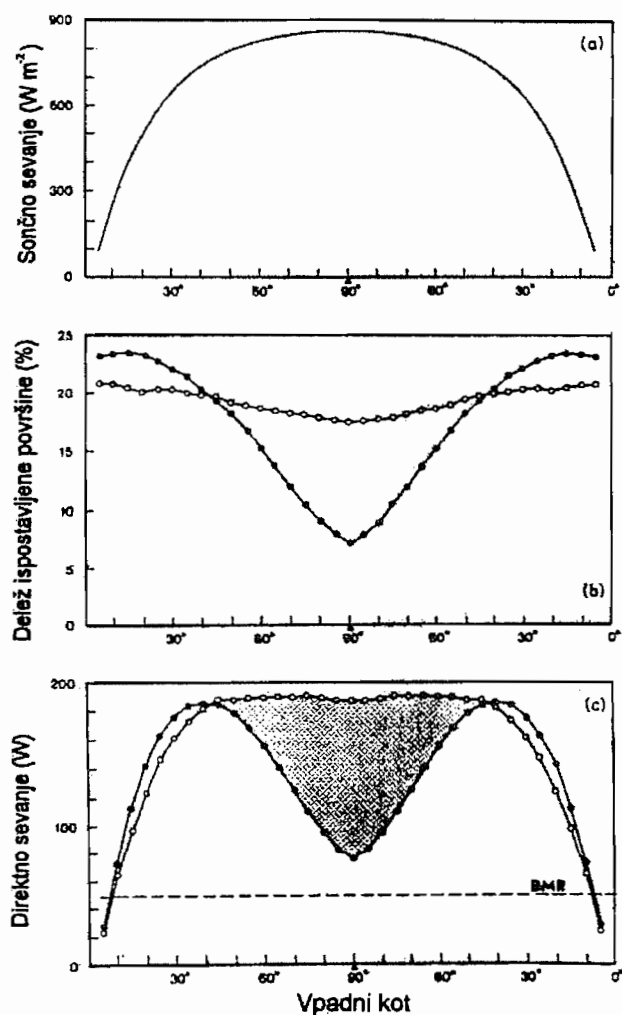 900
(a)
600
300
0
Sončno sevanje (W m⁻²)
30° 60° 90° 60° 30° 0°
25
20
15
10
5
0
Delež ispostavljene površine (%)
(b)
30° 60° 90° 60° 30° 0°
200
(c)
100
BMR
0
Direktno sevanje (W)
30° 60° 90° 60° 30° 0°
Vpadni kot